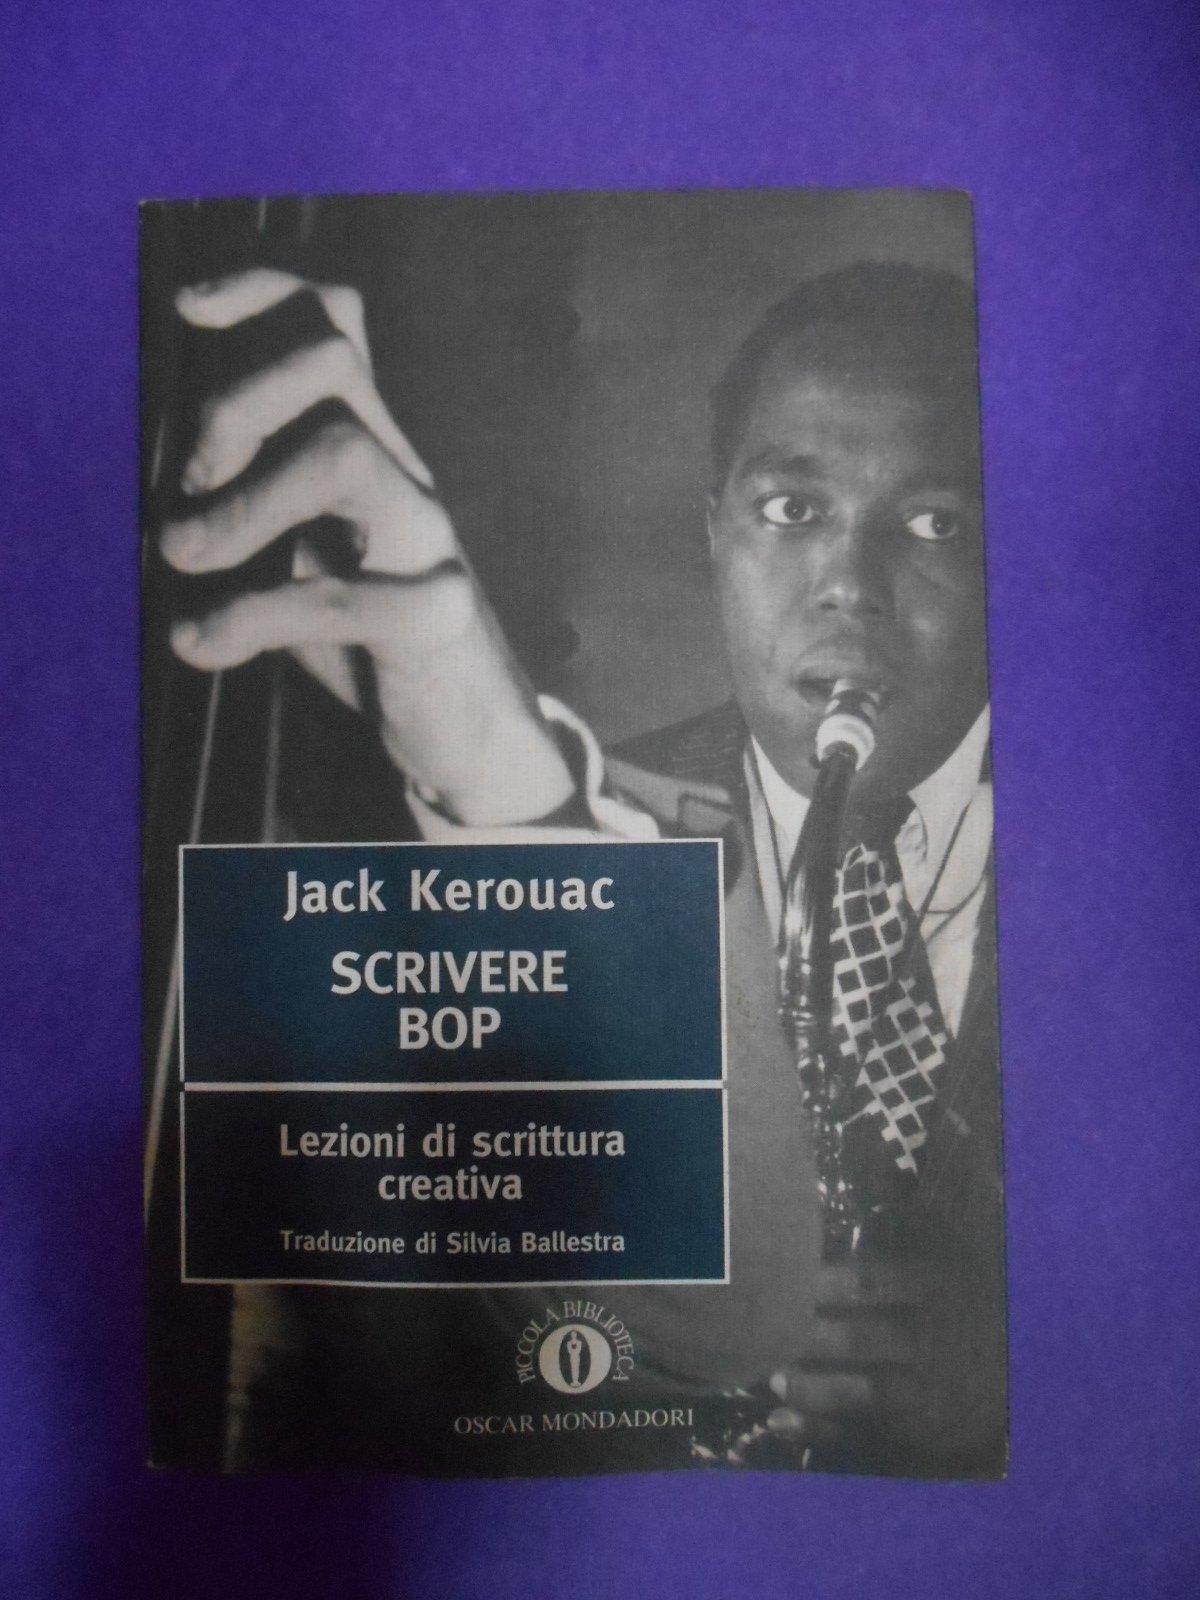 Jack Kerouac
SCRIVERE
BOP
Lezioni di scrittura
creativa
Traduzione di Silvia Ballestra
PICCOLA BIBLIOTECA
OSCAR MONDADORI